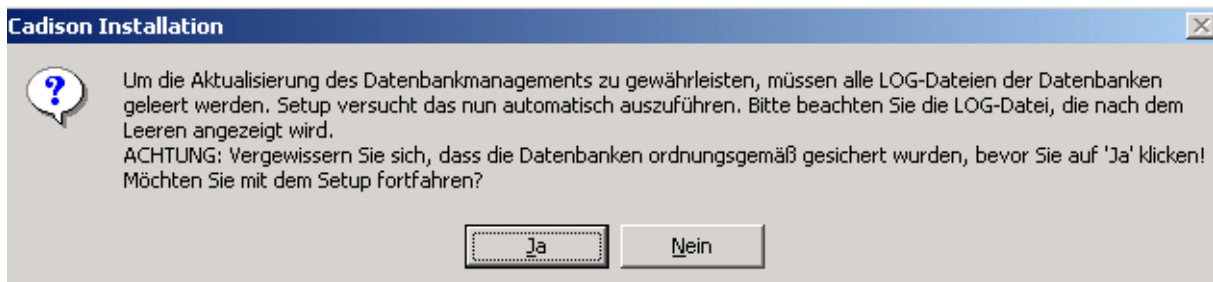 Cadison Installation
Um die Aktualisierung des Datenbankmanagements zu gewährleisten, müssen alle LOG-Dateien der Datenbanken
geleert werden. Setup versucht das nun automatisch auszuführen. Bitte beachten Sie die LOG-Datei, die nach dem
Leeren angezeigt wird.
ACHTUNG: Vergewissern Sie sich, dass die Datenbanken ordnungsgemäß gesichert wurden, bevor Sie auf 'Ja' klicken!
Möchten Sie mit dem Setup fortfahren?
Ja
Nein